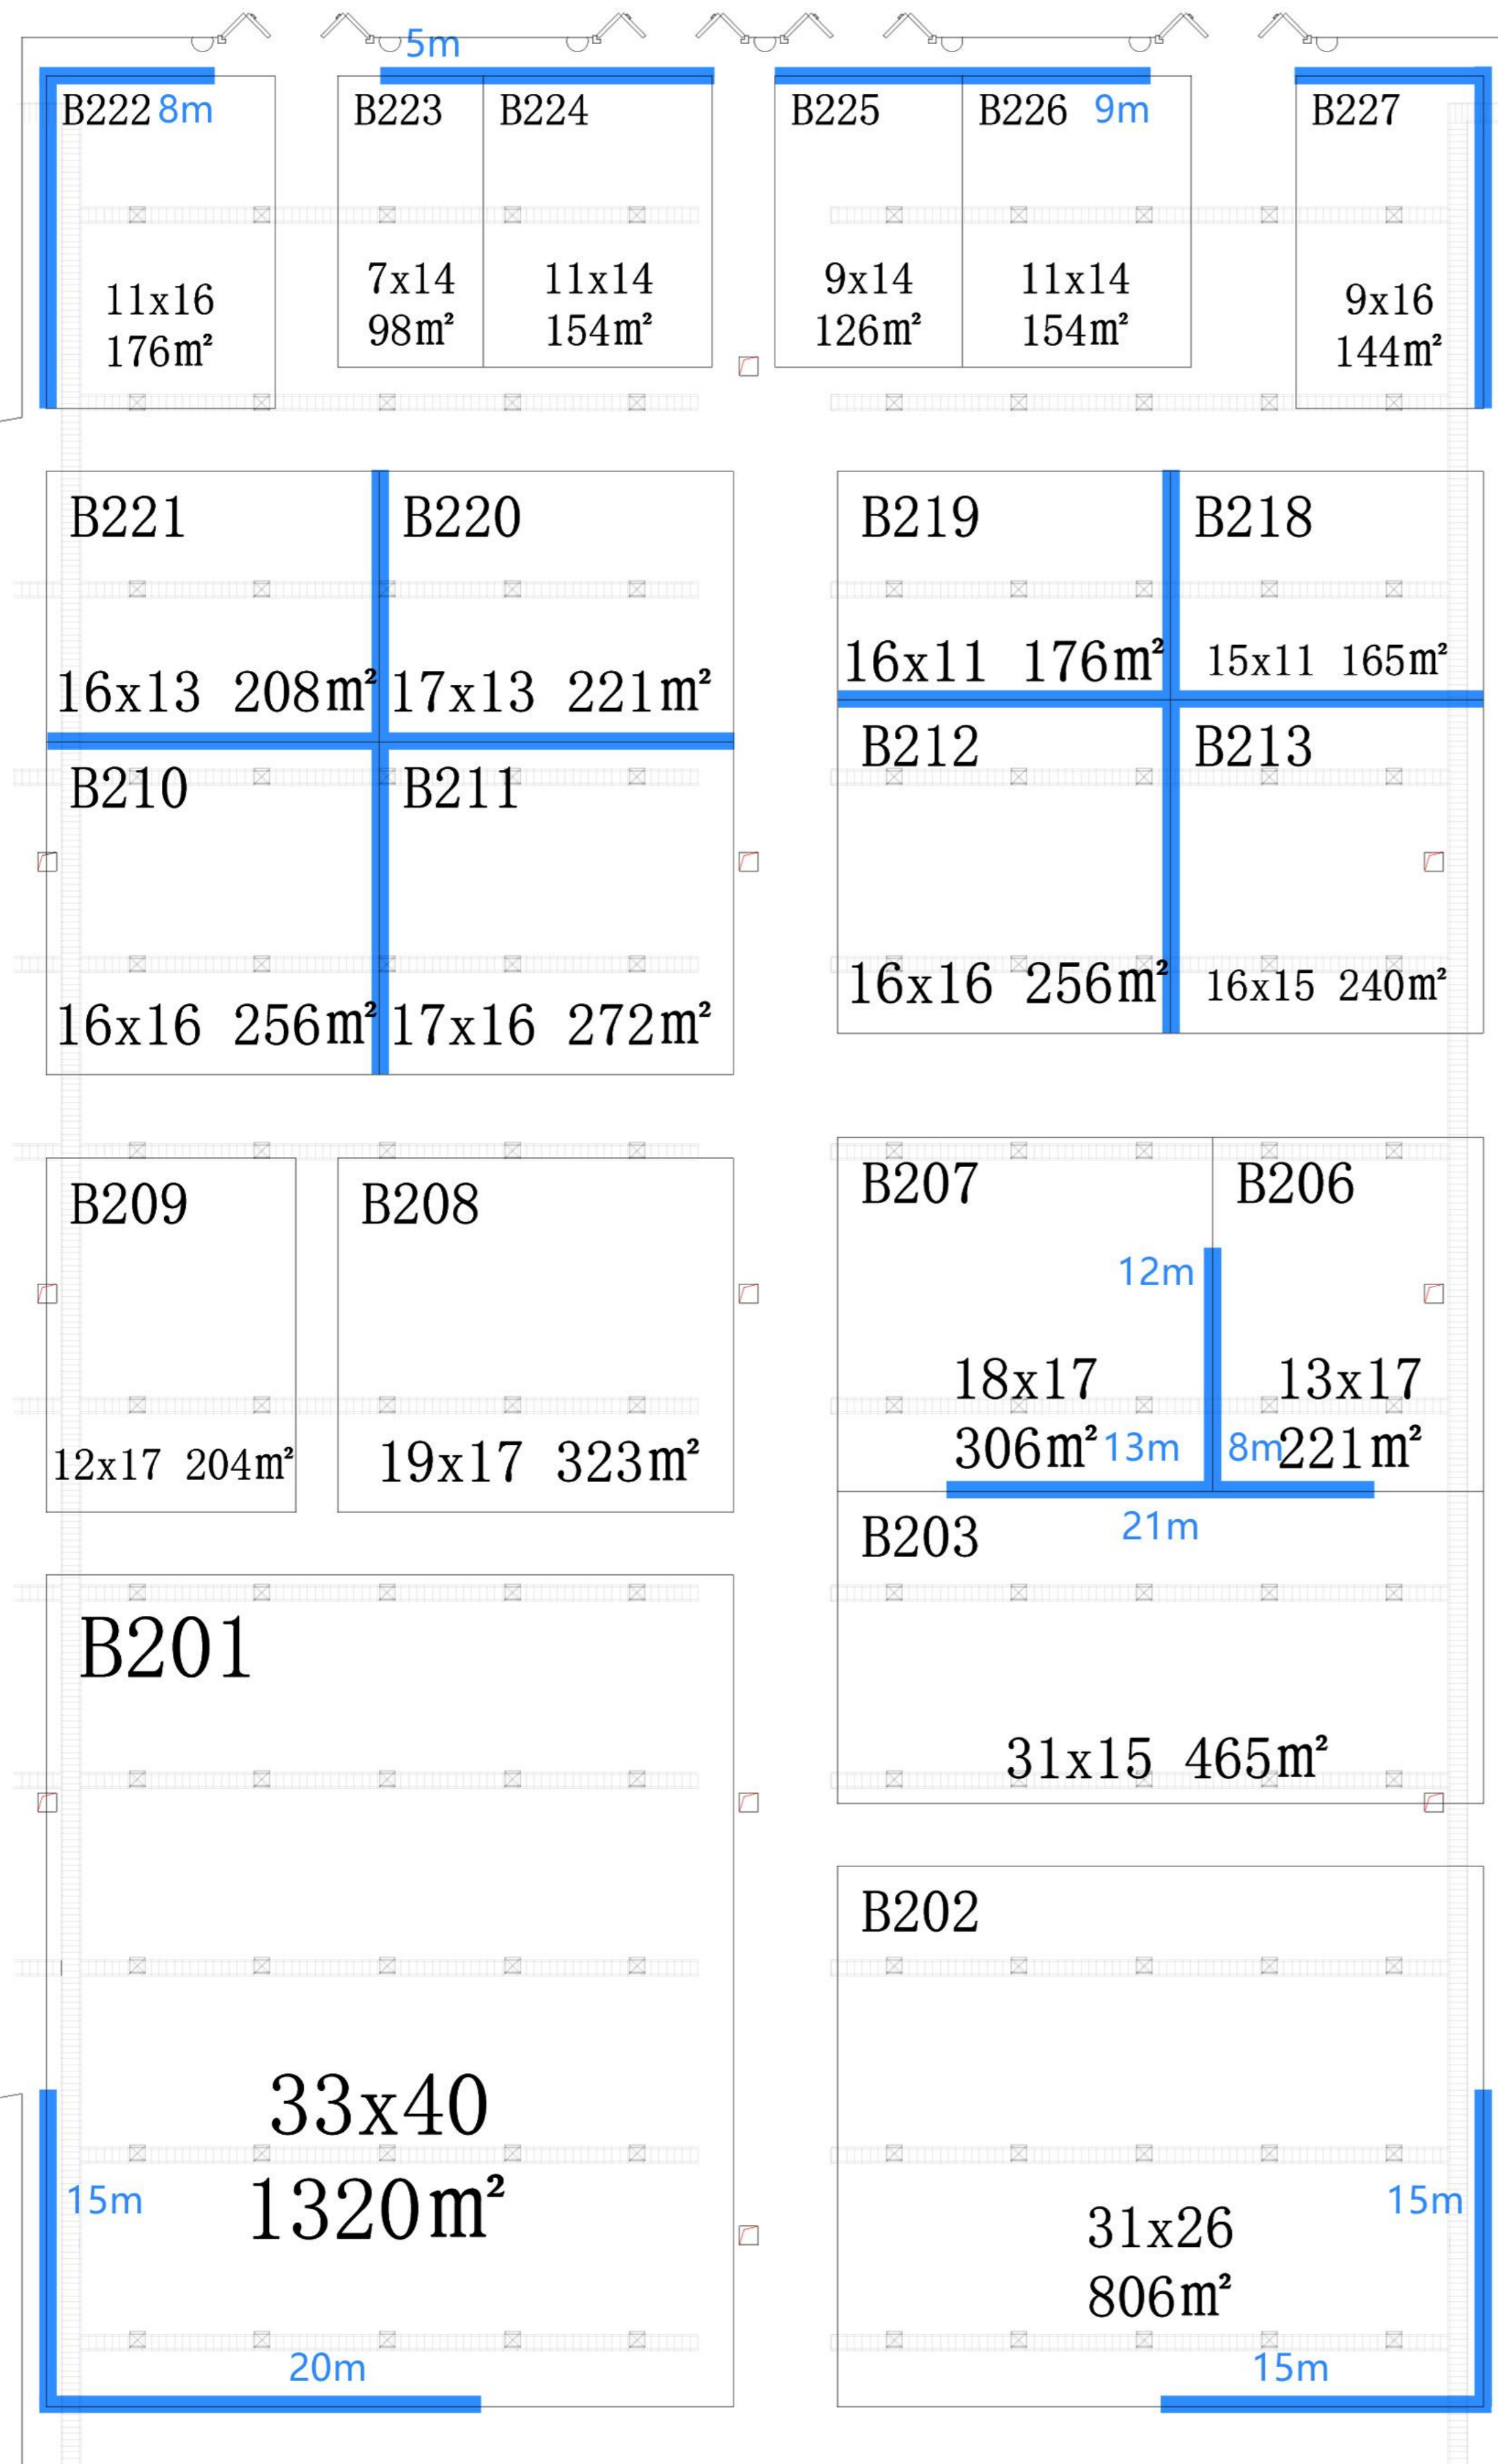 5m
B222 8m
B223
B224
B225
B226 9m
B227
11x16
176m²
7x14
98m²
11x14
154m²
9x14
126m²
11x14
154m²
9x16
144m²
B221
B220
B219
B218
16x13 208m²
17x13 221m²
16x11 176m²
15x11 165m²
B210
B211
B212
B213
16x16 256m²
17x16 272m²
16x16 256m²
16x15 240m²
B209
B208
B207
B206
12m
12x17 204m²
19x17 323m²
18x17
306m²
13m
8m
13x17
221m²
21m
B203
31x15 465m²
B201
33x40
1320m²
15m
20m
B202
31x26
806m²
15m
15m